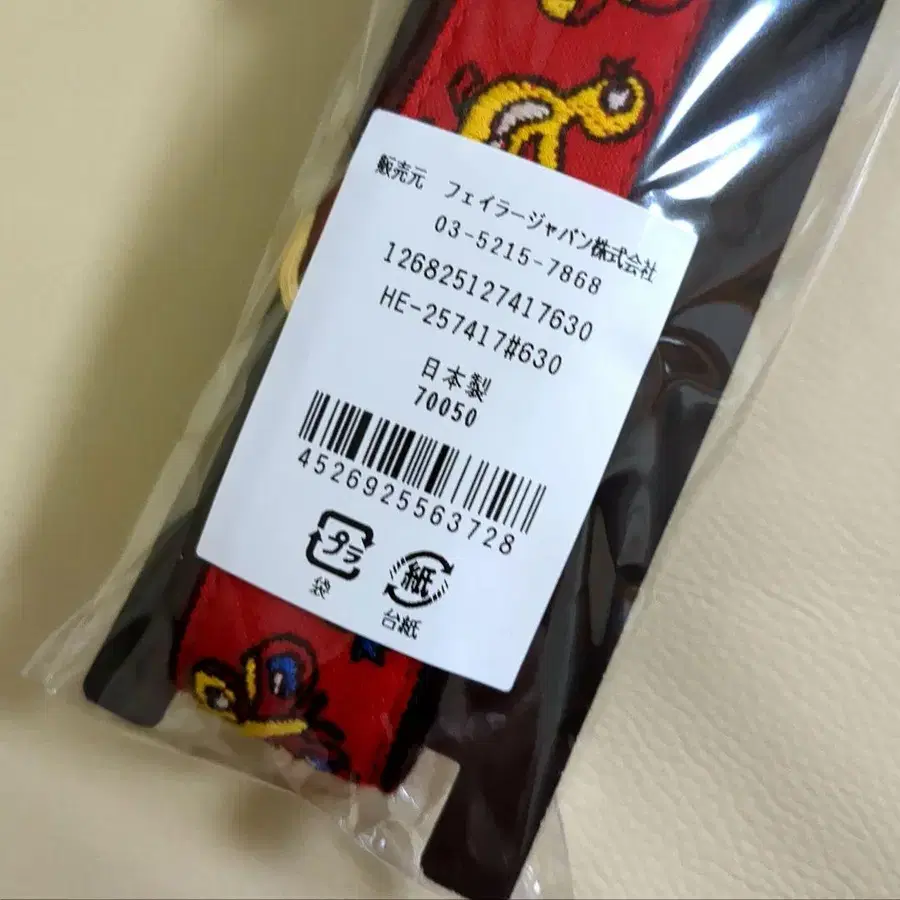 販売元 フェイラージャパン株式会社
03-5215-7868
126825127417630
HE-257417#630
日本製
70050
4526925563728
プラ
袋
紙
台紙